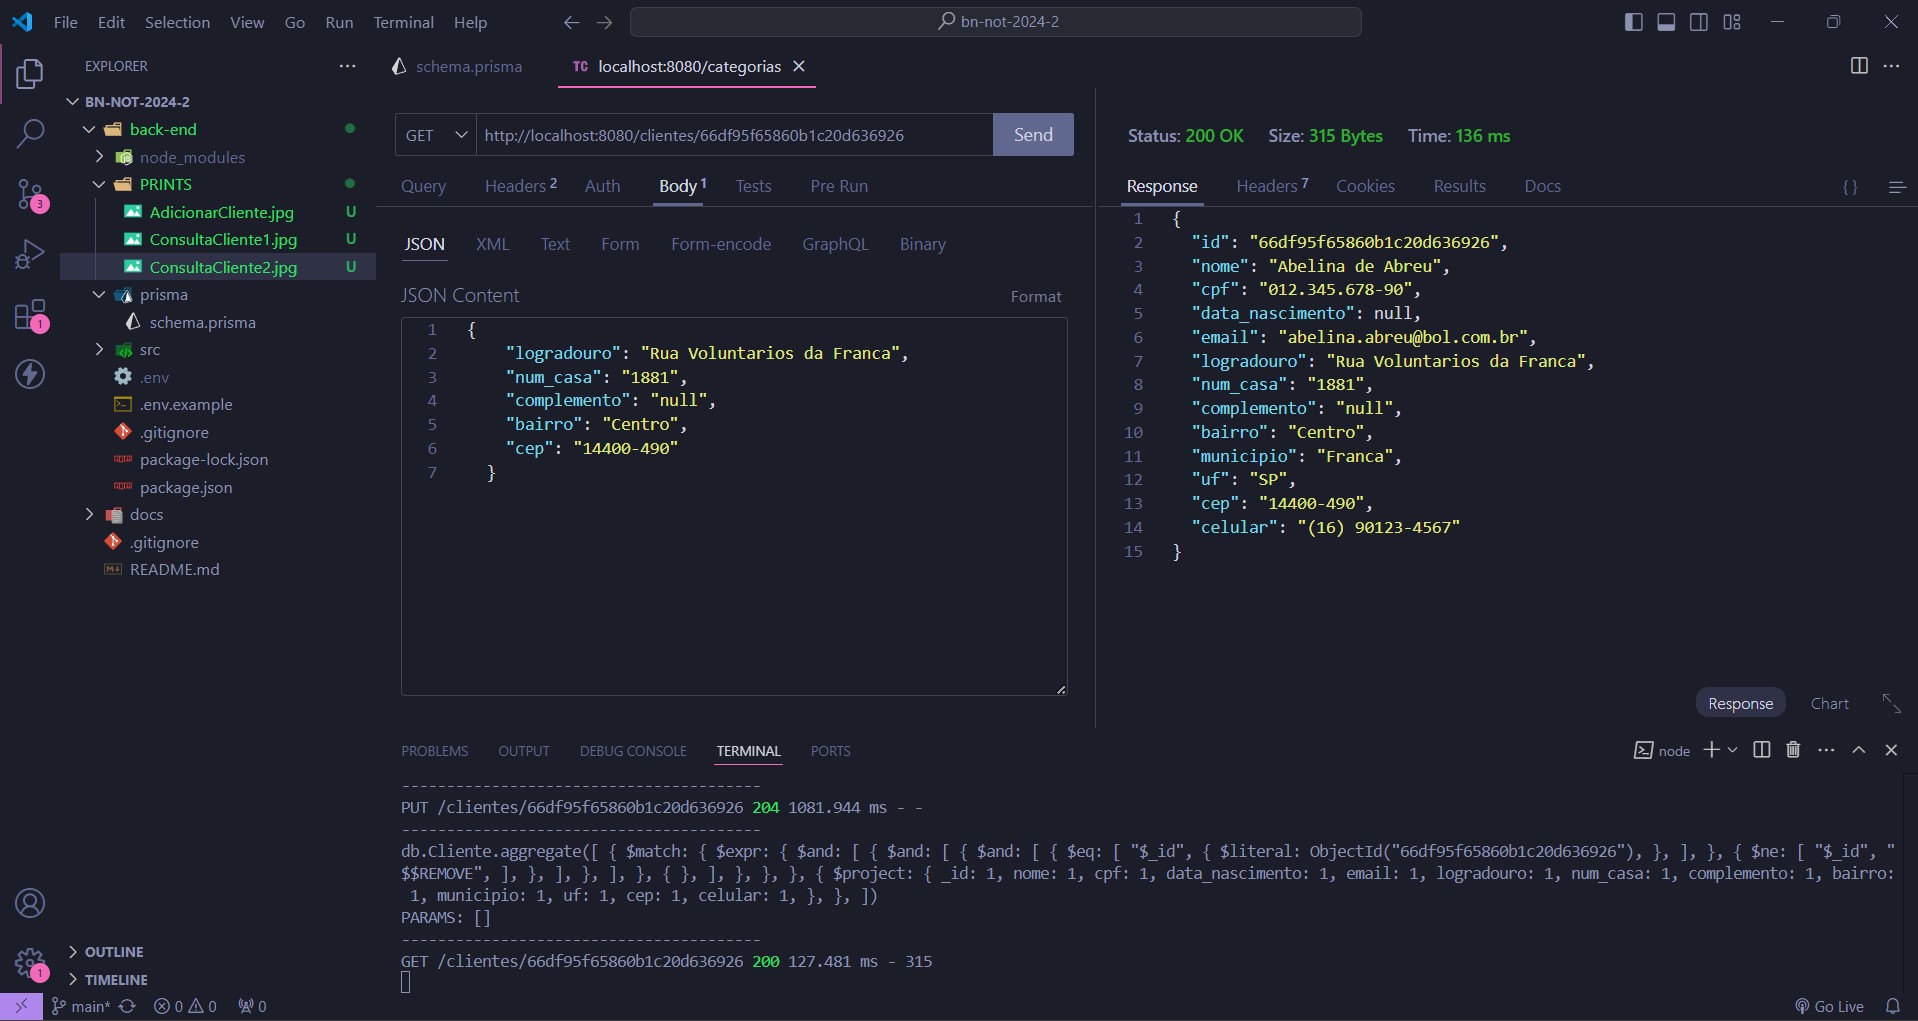 File Edit Selection View Go Run Terminal Help
bn-not-2024-2
EXPLORER
BN-NOT-2024-2
back-end
node_modules
PRINTS
AdicionarCliente.jpg U
ConsultaCliente1.jpg U
ConsultaCliente2.jpg U
prisma
schema.prisma
src
.env
.env.example
.gitignore
package-lock.json
package.json
docs
.gitignore
README.md
OUTLINE
TIMELINE
3
1
1
schema.prisma
TC localhost:8080/categorias
GET http://localhost:8080/clientes/66df95f65860b1c20d636926 Send
Query Headers 2 Auth Body 1 Tests Pre Run
JSON XML Text Form Form-encode GraphQL Binary
JSON Content Format
1 {
2 "logradouro": "Rua Voluntarios da Franca",
3 "num_casa": "1881",
4 "complemento": "null",
5 "bairro": "Centro",
6 "cep": "14400-490"
7 }
Status: 200 OK Size: 315 Bytes Time: 136 ms
Response Headers 7 Cookies Results Docs { }
1 {
2 "id": "66df95f65860b1c20d636926",
3 "nome": "Abelina de Abreu",
4 "cpf": "012.345.678-90",
5 "data_nascimento": null,
6 "email": "abelina.abreu@bol.com.br",
7 "logradouro": "Rua Voluntarios da Franca",
8 "num_casa": "1881",
9 "complemento": "null",
10 "bairro": "Centro",
11 "municipio": "Franca",
12 "uf": "SP",
13 "cep": "14400-490",
14 "celular": "(16) 90123-4567"
15 }
Response Chart
PROBLEMS OUTPUT DEBUG CONSOLE TERMINAL PORTS
node
----------------------------------------
PUT /clientes/66df95f65860b1c20d636926 204 1081.944 ms - -
----------------------------------------
db.Cliente.aggregate([ { $match: { $expr: { $and: [ { $and: [ { $and: [ { $eq: [ "$_id", { $literal: ObjectId("66df95f65860b1c20d636926"), }, ], }, { $ne: [ "$_id", "
$$REMOVE", ], }, ], }, ], }, { }, ], }, }, }, { $project: { _id: 1, nome: 1, cpf: 1, data_nascimento: 1, email: 1, logradouro: 1, num_casa: 1, complemento: 1, bairro:
1, municipio: 1, uf: 1, cep: 1, celular: 1, }, }, ])
PARAMS: []
----------------------------------------
GET /clientes/66df95f65860b1c20d636926 200 127.481 ms - 315
main* 0 0 0
Go Live